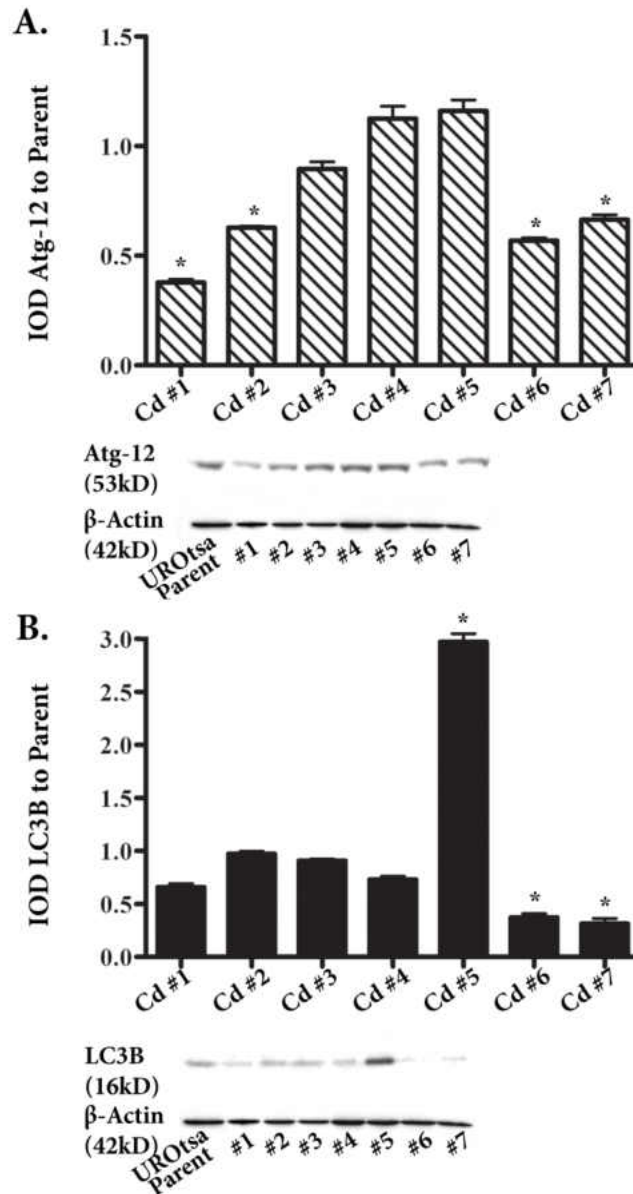 A.
IOD Atg-12 to Parent
1.5
1.0
0.5
0.0
*
*
*
*
Cd #1 Cd #2 Cd #3 Cd #4 Cd #5 Cd #6 Cd #7
Atg-12
(53kD)
β-Actin
(42kD)
UROtsa
Parent
#1 #2 #3 #4 #5 #6 #7
B.
IOD LC3B to Parent
3.0
2.5
2.0
1.5
1.0
0.5
0.0
*
*
*
Cd #1 Cd #2 Cd #3 Cd #4 Cd #5 Cd #6 Cd #7
LC3B
(16kD)
β-Actin
(42kD)
UROtsa
Parent
#1 #2 #3 #4 #5 #6 #7